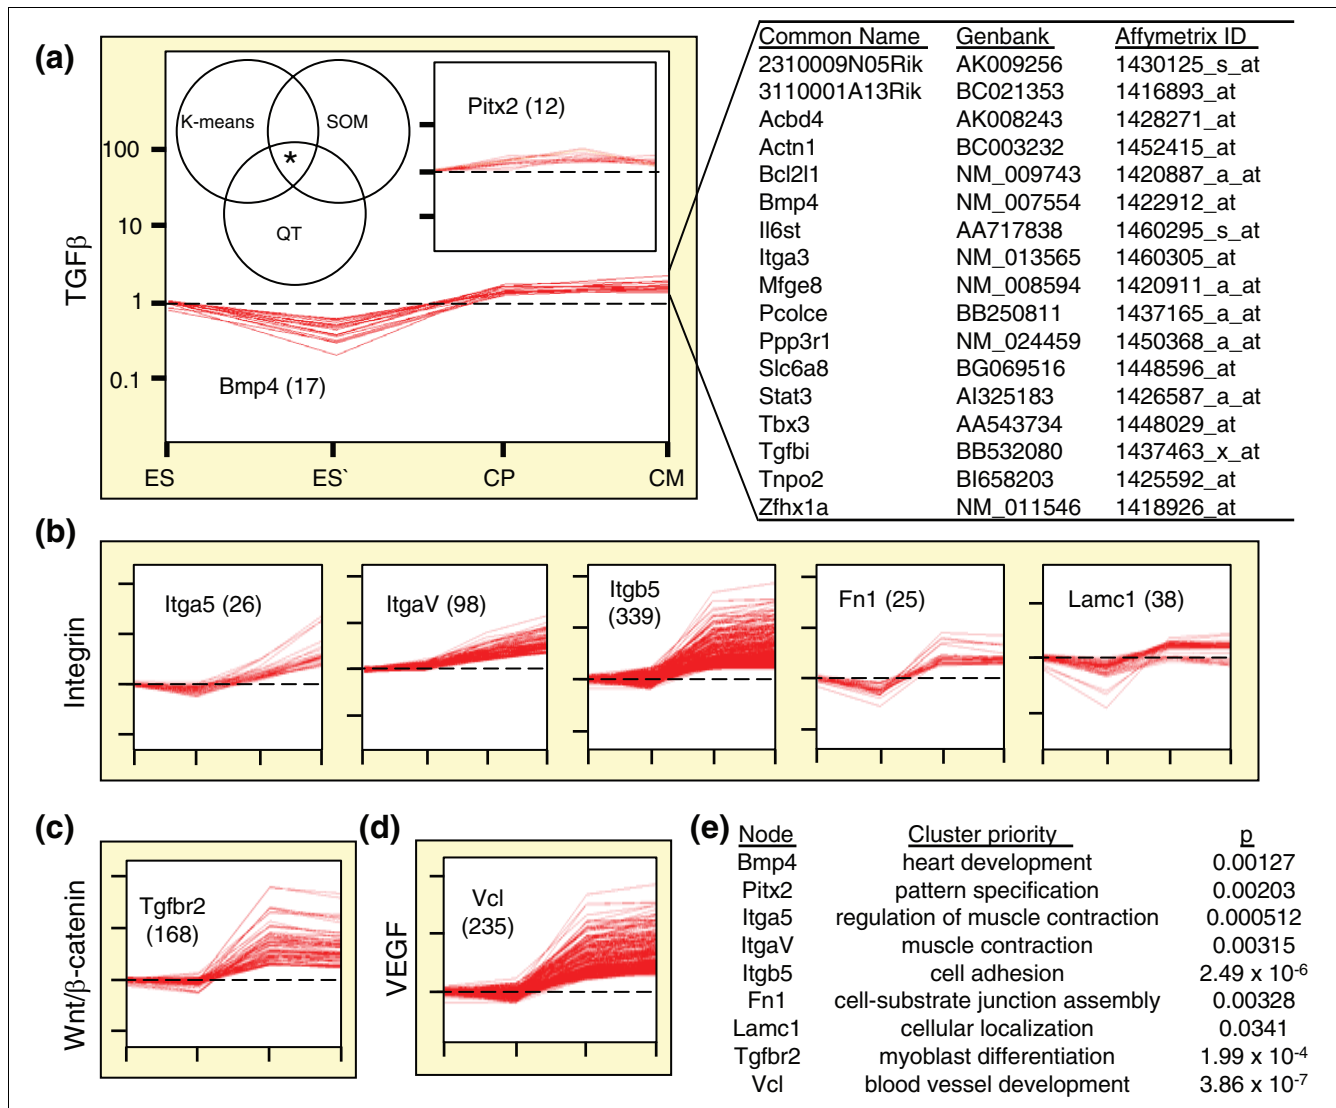 (a)
K-means
SOM
*
QT
Pitx2 (12)
100
10
1
0.1
TGFβ
Bmp4 (17)
ES
ES`
CP
CM
Common Name Genbank Affymetrix ID
2310009N05Rik AK009256 1430125_s_at
3110001A13Rik BC021353 1416893_at
Acbd4 AK008243 1428271_at
Actn1 BC003232 1452415_at
Bcl2l1 NM_009743 1420887_a_at
Bmp4 NM_007554 1422912_at
Il6st AA717838 1460295_s_at
Itga3 NM_013565 1460305_at
Mfge8 NM_008594 1420911_a_at
Pcolce BB250811 1437165_a_at
Ppp3r1 NM_024459 1450368_a_at
Slc6a8 BG069516 1448596_at
Stat3 AI325183 1426587_a_at
Tbx3 AA543734 1448029_at
Tgfbi BB532080 1437463_x_at
Tnpo2 BI658203 1425592_at
Zfhx1a NM_011546 1418926_at
(b)
Integrin
Itga5 (26)
ItgaV (98)
Itgb5
(339)
Fn1 (25)
Lamc1 (38)
(c)
Wnt/β-catenin
Tgfbr2
(168)
(d)
VEGF
Vcl
(235)
(e)
Node Cluster priority p
Bmp4 heart development 0.00127
Pitx2 pattern specification 0.00203
Itga5 regulation of muscle contraction 0.000512
ItgaV muscle contraction 0.00315
Itgb5 cell adhesion 2.49 x 10-6
Fn1 cell-substrate junction assembly 0.00328
Lamc1 cellular localization 0.0341
Tgfbr2 myoblast differentiation 1.99 x 10-4
Vcl blood vessel development 3.86 x 10-7